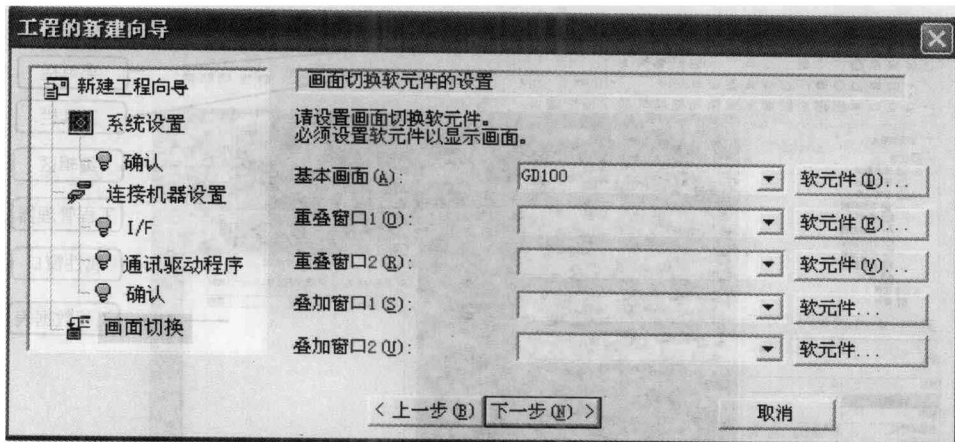 工程的新建向导
新建工程向导
系统设置
确认
连接机器设置
I/F
通讯驱动程序
确认
画面切换
画面切换软元件的设置
请设置画面切换软元件。
必须设置软元件以显示画面。
基本画面(A): GD100 软元件(D)...
重叠窗口1(O): 软元件(E)...
重叠窗口2(R): 软元件(V)...
叠加窗口1(S): 软元件...
叠加窗口2(U): 软元件...
< 上一步(B) 下一步(N) > 取消